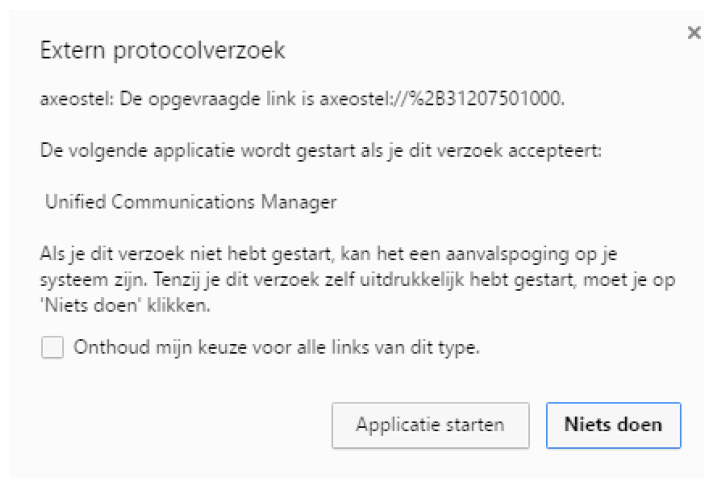 Extern protocolverzoek
axeostel: De opgevraagde link is axeostel://%2B31207501000.
De volgende applicatie wordt gestart als je dit verzoek accepteert:
Unified Communications Manager
Als je dit verzoek niet hebt gestart, kan het een aanvalspoging op je
systeem zijn. Tenzij je dit verzoek zelf uitdrukkelijk hebt gestart, moet je op
'Niets doen' klikken.
Onthoud mijn keuze voor alle links van dit type.
Applicatie starten
Niets doen